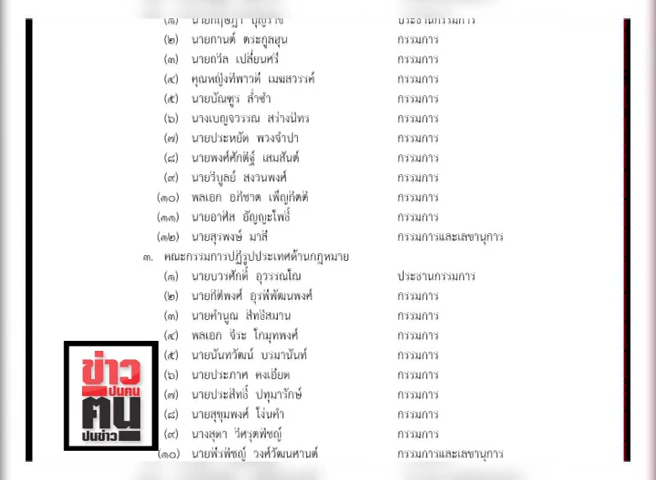 (๑) นายกฤษฎา บุญราช ประธานกรรมการ
(๒) นายกานต์ ตระกูลฮุน กรรมการ
(๓) นายถวิล เปลี่ยนศรี กรรมการ
(๔) คุณหญิงทิพาวดี เมฆสวรรค์ กรรมการ
(๕) นายบัณฑูร ล่ำซำ กรรมการ
(๖) นางเบญจวรรณ สร่างนิทร กรรมการ
(๗) นายประหยัด พวงจำปา กรรมการ
(๘) นายพงศ์ศักติฐ์ เสมสันต์ กรรมการ
(๙) นายวิบูลย์ สงวนพงศ์ กรรมการ
(๑๐) พลเอก อภิชาต เพ็ญกิตติ กรรมการ
(๑๑) นายอาศิส อัญญะโพธิ์ กรรมการ
(๑๒) นายสุรพงษ์ มาลี กรรมการและเลขานุการ
๓. คณะกรรมการปฏิรูปประเทศด้านกฎหมาย
(๑) นายบวรศักดิ์ อุวรรณโณ ประธานกรรมการ
(๒) นายกิติพงศ์ อุรพีพัฒนพงศ์ กรรมการ
(๓) นายคำนูณ สิทธิสมาน กรรมการ
(๔) พลเอก จิระ โกมุทพงศ์ กรรมการ
(๕) นายนันทวัฒน์ บรมานันท์ กรรมการ
(๖) นายประภาศ คงเอียด กรรมการ
(๗) นายประสิทธิ์ ปทุมารักษ์ กรรมการ
(๘) นายสุขุมพงศ์ โง่นคำ กรรมการ
(๙) นางสุดา วิศรุตพิชญ์ กรรมการ
(๑๐) นายพีรพิชญ์ วงศ์วัฒนศานต์ กรรมการและเลขานุการ
ข่าว
ปนคน
คน
ปนข่าว